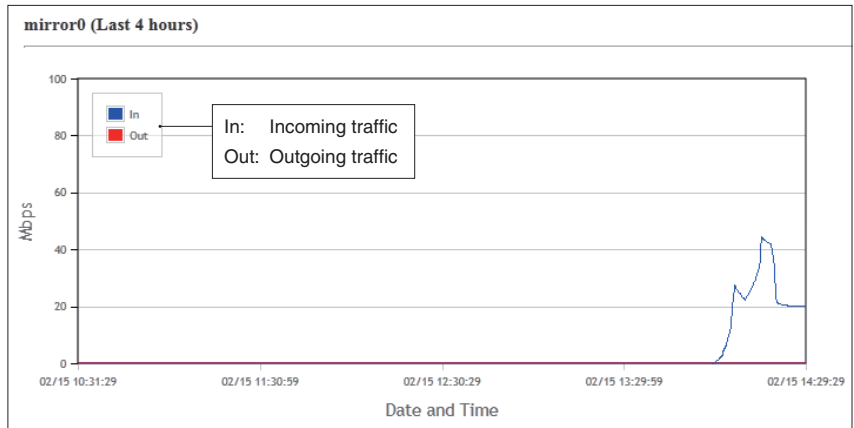 mirror0 (Last 4 hours)
100
80
60
40
20
0
Mbps
In
Out
In: Incoming traffic
Out: Outgoing traffic
02/15 10:31:29
02/15 11:30:59
02/15 12:30:29
02/15 13:29:59
02/15 14:29:29
Date and Time